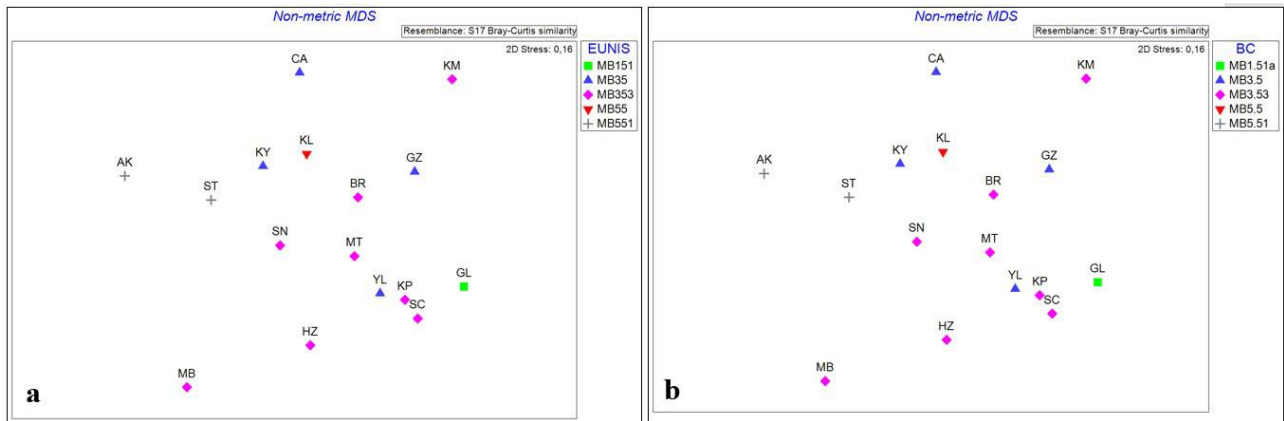 Non-metric MDS
Resemblance: S17 Bray-Curtis similarity
2D Stress: 0,16
EUNIS
MB151
MB35
MB353
MB55
MB551
CA
KM
KL
KY
GZ
AK
ST
BR
SN
MT
YL
KP
GL
SC
HZ
MB
a
Non-metric MDS
Resemblance: S17 Bray-Curtis similarity
2D Stress: 0,16
BC
MB1.51a
MB3.5
MB3.53
MB5.5
MB5.51
CA
KM
KL
KY
GZ
AK
ST
BR
SN
MT
YL
KP
GL
SC
HZ
MB
b